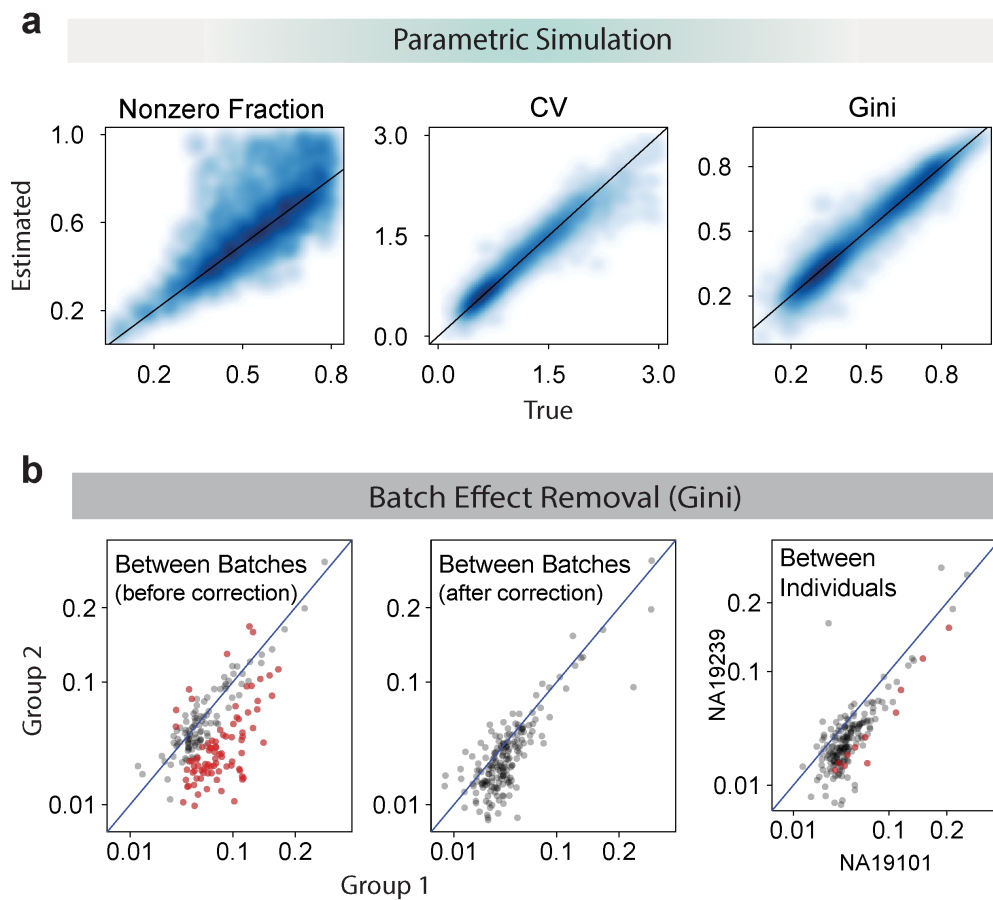 a
Parametric Simulation
Nonzero Fraction
CV
Gini
Estimated
1.0
0.6
0.2
0.2
0.5
0.8
3.0
1.5
0.0
0.0
1.5
3.0
0.8
0.5
0.2
0.2
0.5
0.8
True
b
Batch Effect Removal (Gini)
Between Batches
(before correction)
Group 2
0.2
0.1
0.01
0.01
0.1
0.2
Between Batches
(after correction)
0.2
0.1
0.01
0.01
0.1
0.2
Group 1
Between
Individuals
NA19239
0.2
0.1
0.01
0.01
0.1
0.2
NA19101